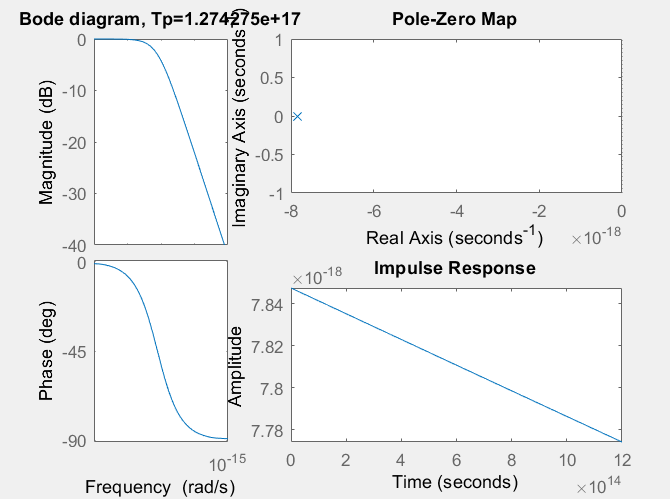 Bode diagram, Tp=1.274275e+17
Magnitude (dB)
0
-10
-20
-30
-40
Phase (deg)
0
-45
-90
10-15
Frequency (rad/s)
Pole-Zero Map
Imaginary Axis (seconds-1)
1
0.5
0
-0.5
-1
-8 -6 -4 -2 0
×10-18
Real Axis (seconds-1)
Impulse Response
×10-18
Amplitude
7.84
7.82
7.8
7.78
0 2 4 6 8 10 12
×10 14
Time (seconds)